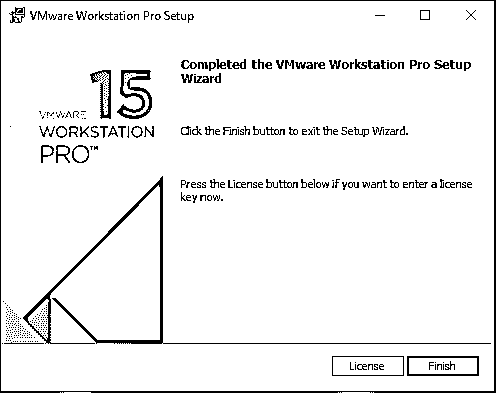 VMware Workstation Pro Setup
Completed the VMware Workstation Pro Setup
Wizard
VMWARE 15
WORKSTATION
PRO™
Click the Finish button to exit the Setup Wizard.
Press the License button below if you want to enter a license
key now.
License
Finish